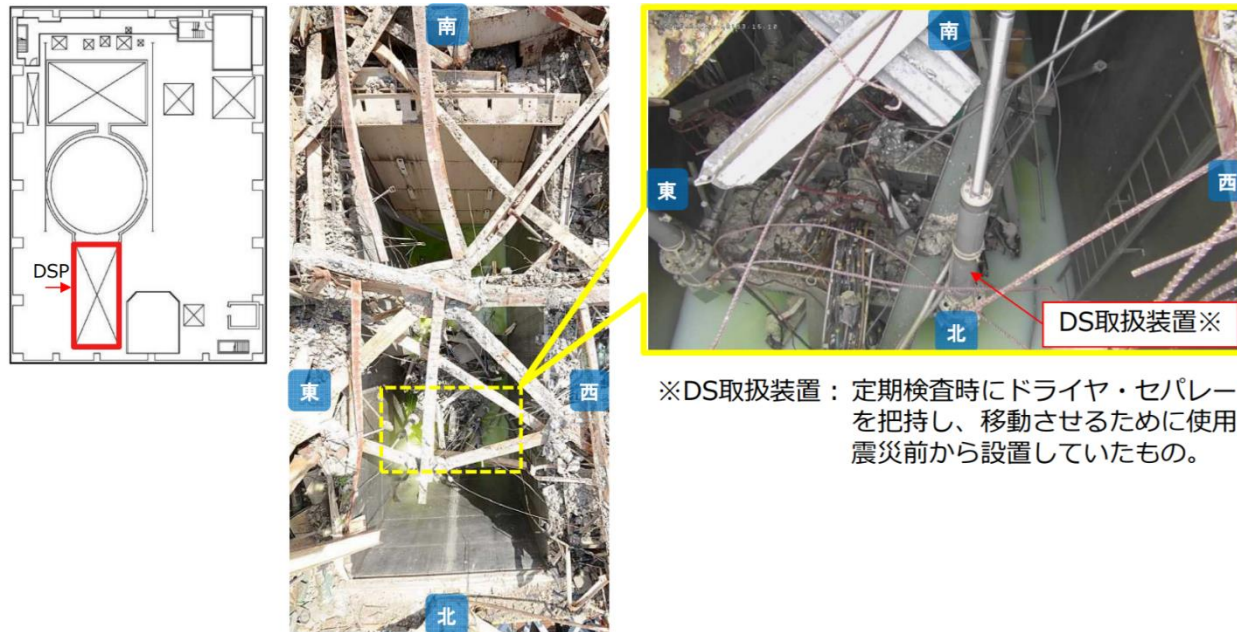 DSP
南
東
西
北
南
東
西
北
DS取扱装置※
※DS取扱装置：定期検査時にドライヤ・セパレー
を把持し、移動させるために使用
震災前から設置していたもの。